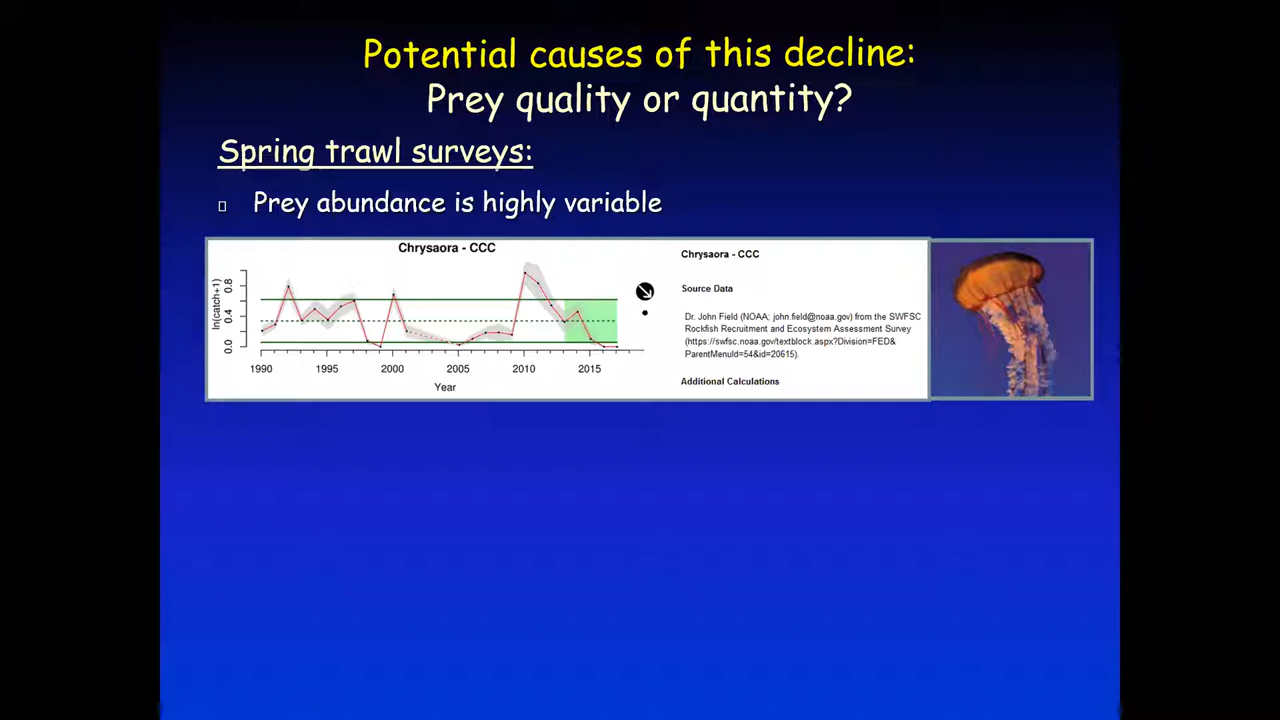 Potential causes of this decline:
Prey quality or quantity?
Spring trawl surveys:
Prey abundance is highly variable
Chrysaora - CCC
ln(catch+1)
0.8
0.4
0.0
1990 1995 2000 2005 2010 2015
Year
Chrysaora - CCC
Source Data
Dr. John Field (NOAA; john.field@noaa.gov) from the SWFSC
Rockfish Recruitment and Ecosystem Assessment Survey
(https://swfsc.noaa.gov/textblock.aspx?Division=FED&
ParentMenuId=54&id=20615).
Additional Calculations